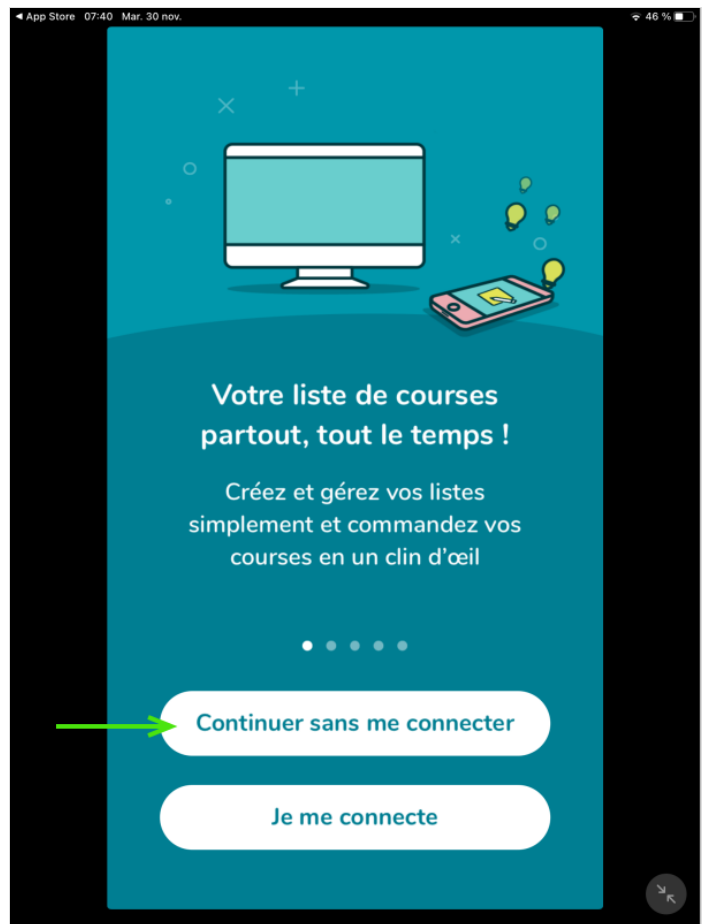 ◀ App Store 07:40 Mar. 30 nov. 46 %
Votre liste de courses
partout, tout le temps !
Créez et gérez vos listes
simplement et commandez vos
courses en un clin d’œil
Continuer sans me connecter
Je me connecte